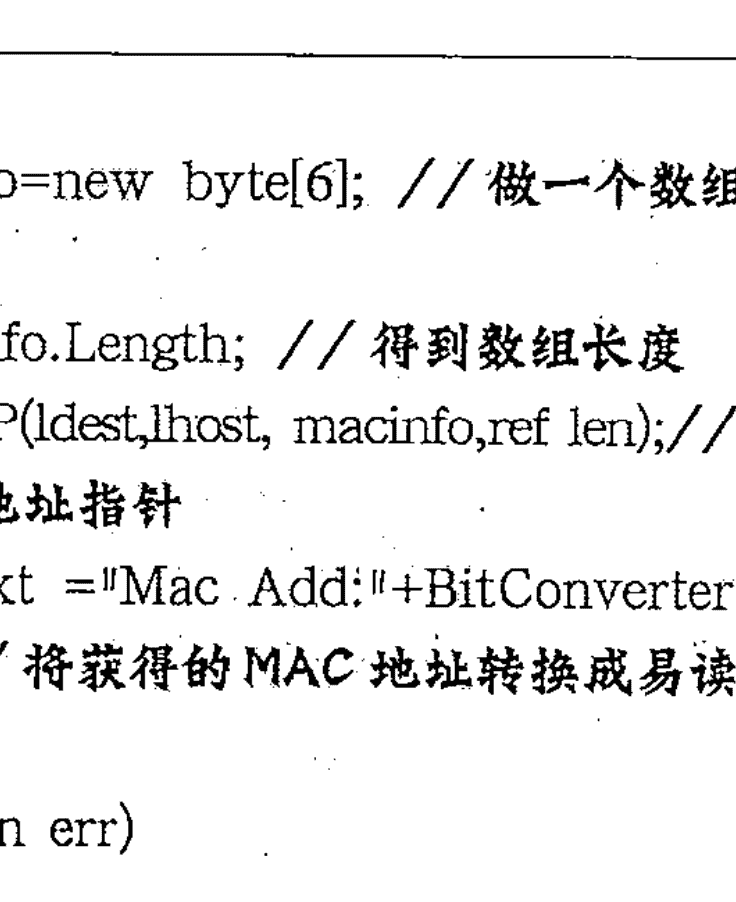 o=new byte[6]; //做一个数组
fo.Length; //得到数组长度
P(ldest,lhost, macinfo,ref len);//
地址指针
xt ="Mac Add:"+BitConverter
/将获得的MAC地址转换成易读
n err)